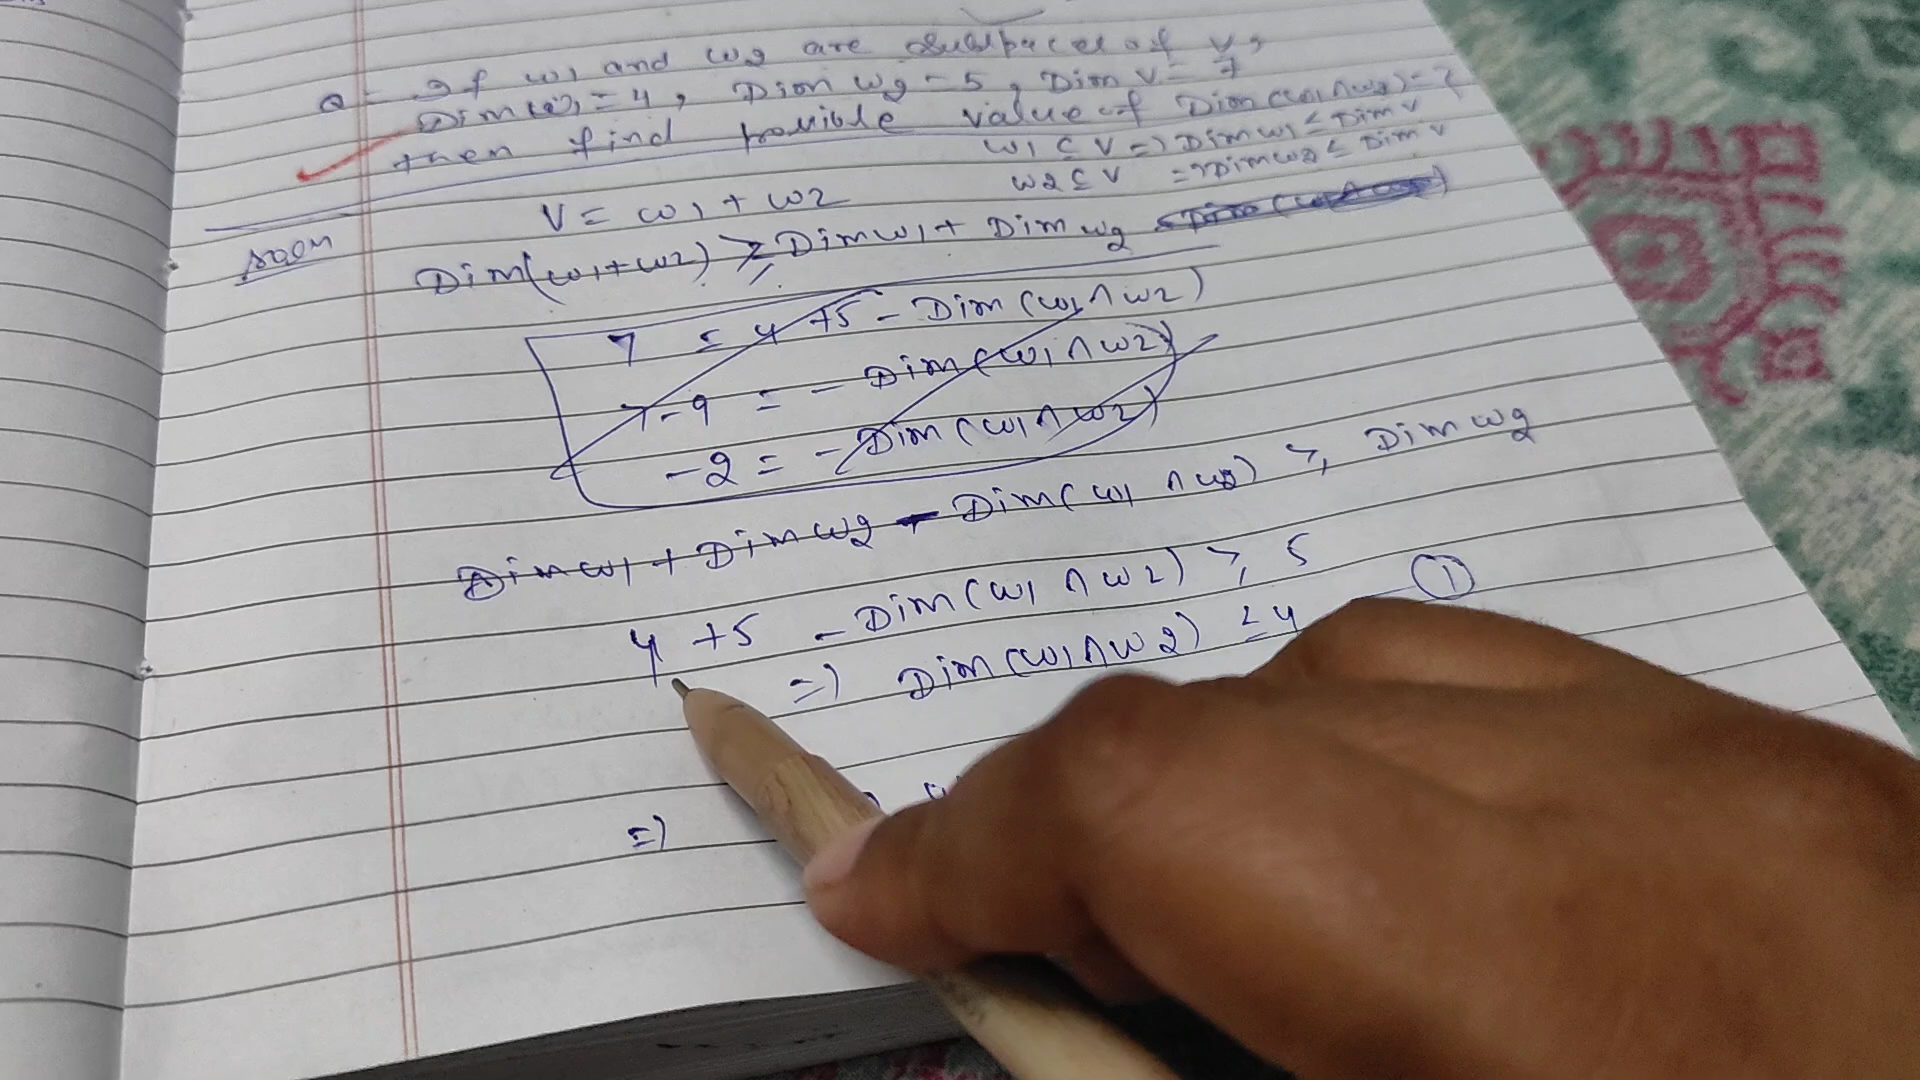 Q - If w1 and w2 are subspaces of V,
Dim w1 = 4, Dim w2 = 5, Dim V = 7
then find possible value of Dim(w1∩w2) = ?
w1 ⊆ V => Dim w1 ≤ Dim V
w2 ⊆ V => Dim w2 ≤ Dim V
V = w1 + w2
Soln
Dim(w1+w2) ≥ Dim w1 + Dim w2
7 = 4 + 5 - Dim(w1∩w2)
7-9 = - Dim(w1∩w2)
-2 = - Dim(w1∩w2)
Dim w1 + Dim w2 - Dim(w1∩w2) ≥ Dim w2
4 + 5 - Dim(w1∩w2) ≥ 5
=) Dim(w1∩w2) ≤ 4 - ①
=)